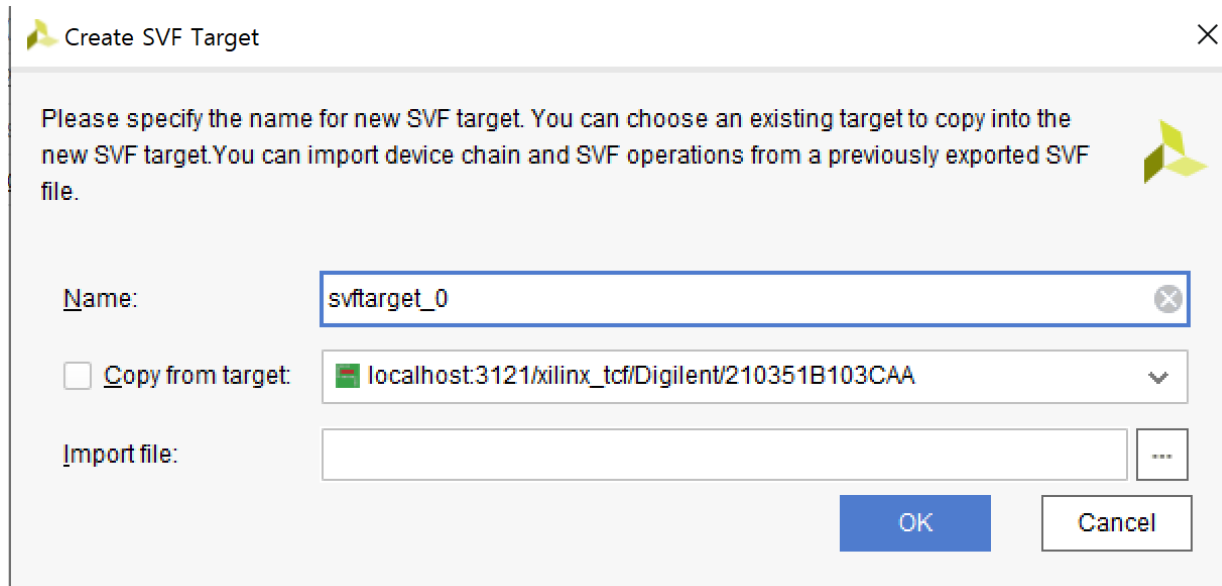 Create SVF Target
Please specify the name for new SVF target. You can choose an existing target to copy into the
new SVF target.You can import device chain and SVF operations from a previously exported SVF
file.
Name:
svftarget_0
Copy from target:
localhost:3121/xilinx_tcf/Digilent/210351B103CAA
Import file:
...
OK
Cancel